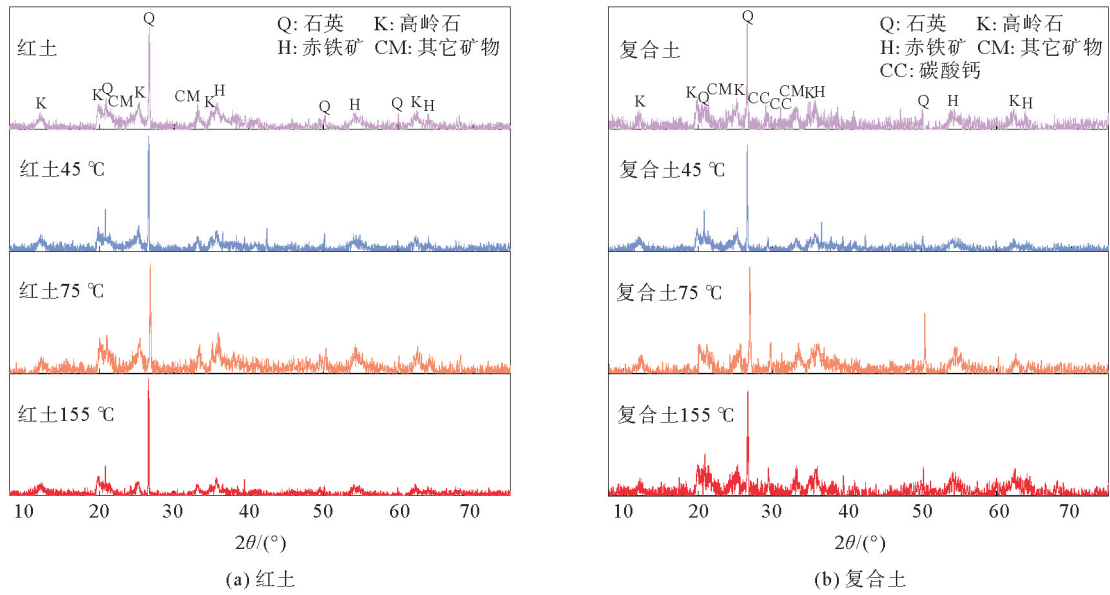 Q
Q: 石英 K: 高岭石
H: 赤铁矿 CM: 其它矿物
红土
K
K
Q
CM
K
CM
K
H
Q
H
Q
K
H
红土45 ℃
红土75 ℃
红土155 ℃
10 20 30 40 50 60 70
2θ/(°)
(a) 红土
Q
Q: 石英 K: 高岭石
H: 赤铁矿 CM: 其它矿物
CC: 碳酸钙
复合土
K
K
Q
CM
K
CC
CC
CM
K
H
Q
H
K
H
复合土45 ℃
复合土75 ℃
复合土155 ℃
10 20 30 40 50 60 70
2θ/(°)
(b) 复合土